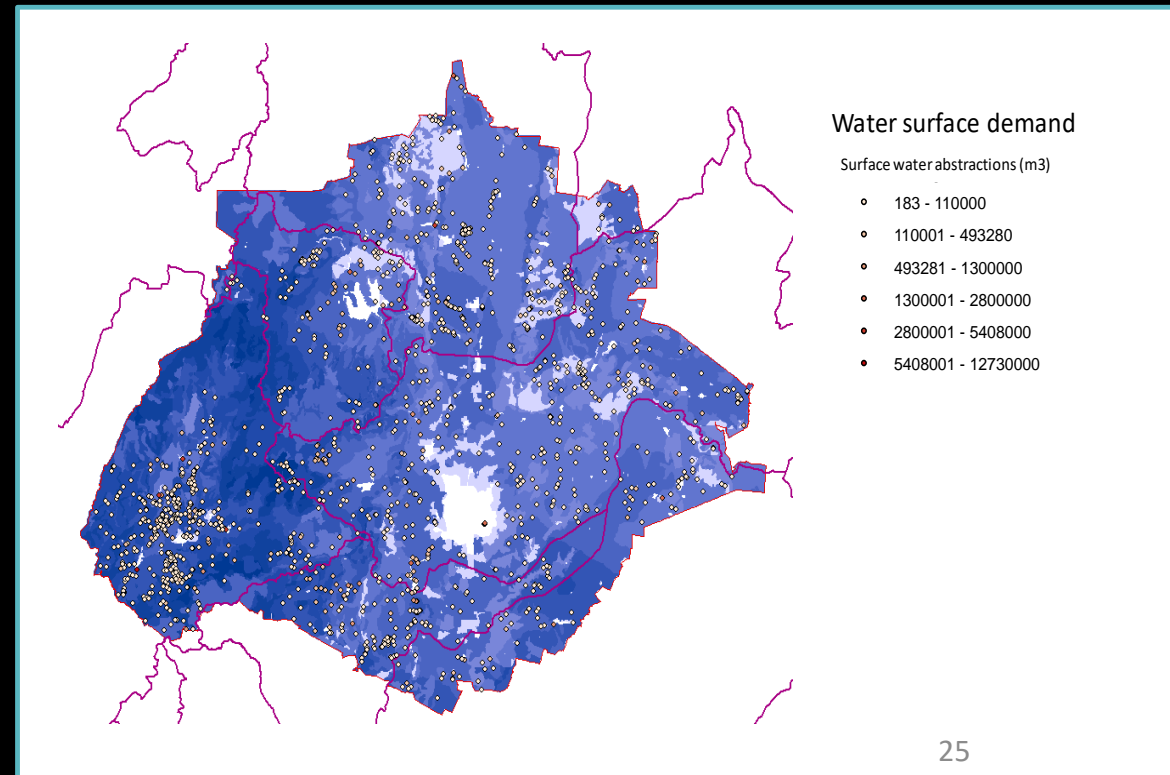 Water surface demand
Surface water abstractions (m3)
183 - 110000
110001 - 493280
493281 - 1300000
1300001 - 2800000
2800001 - 5408000
5408001 - 12730000
25